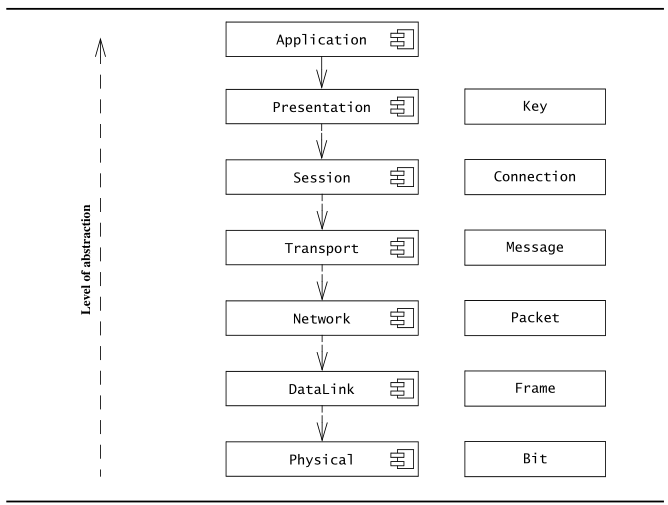 Application
Presentation
Key
Session
Connection
Level of abstraction
Transport
Message
Network
Packet
DataLink
Frame
Physical
Bit